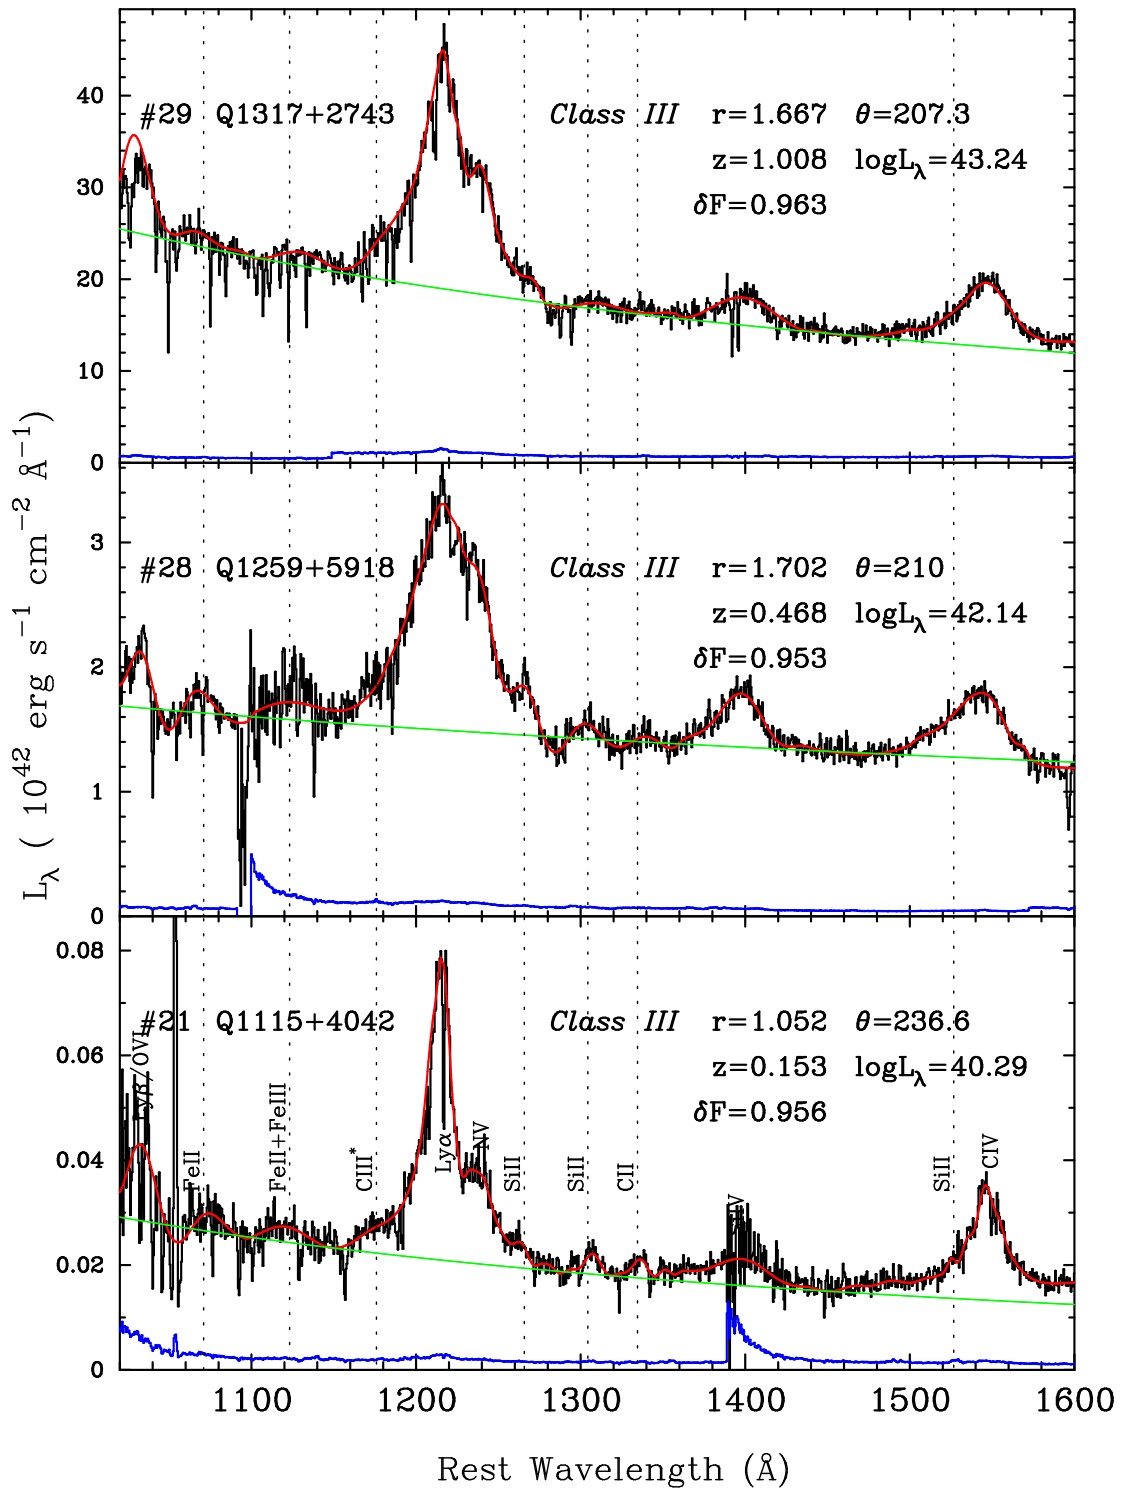 40
30
20
10
0
#29 Q1317+2743 Class III r=1.667 θ=207.3
z=1.008 logLλ=43.24
δF=0.963
3
2
1
0
#28 Q1259+5918 Class III r=1.702 θ=210
z=0.468 logLλ=42.14
δF=0.953
0.08
0.06
0.04
0.02
0
#21 Q1115+4042 Class III r=1.052 θ=236.6
z=0.153 logLλ=40.29
δF=0.956
Lyβ/OVI
FeII
FeII+FeIII
CIII*
Lyα
NV
SiII
SiII
CII
SiII
CIV
1100 1200 1300 1400 1500 1600
Rest Wavelength (Å)
Lλ ( 10⁴² erg s⁻¹ cm⁻² Å⁻¹)